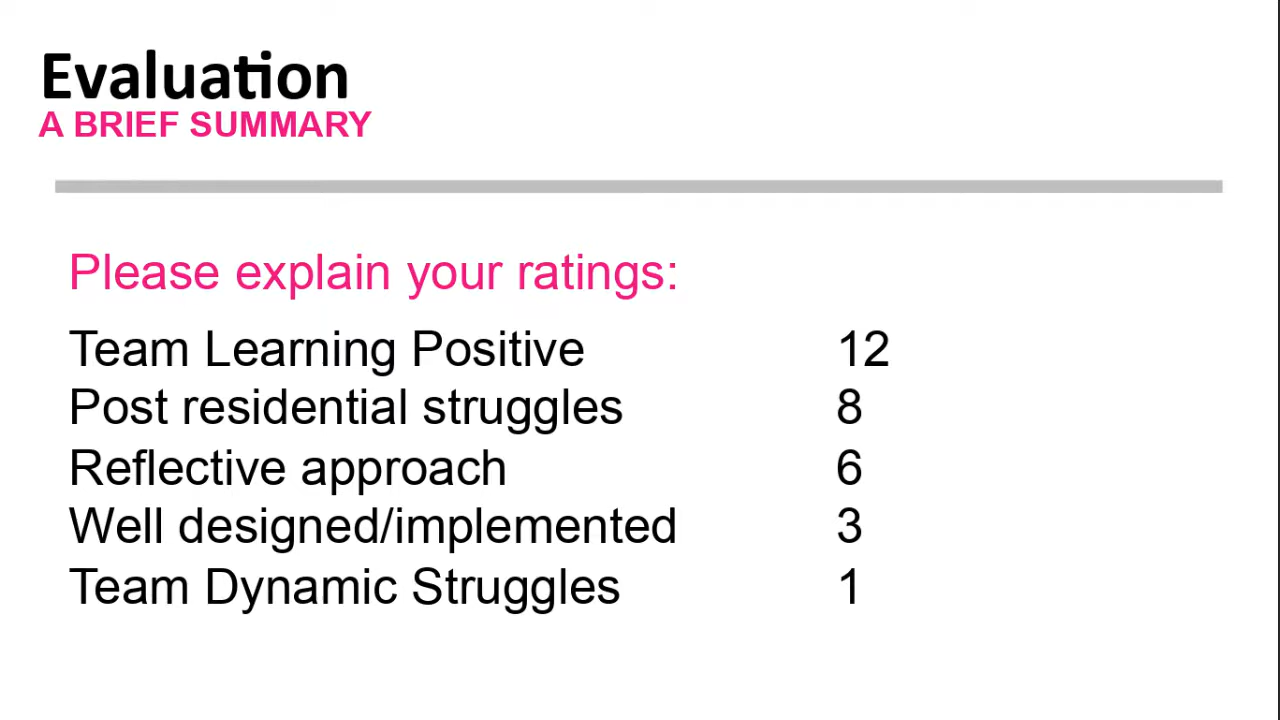 Evaluation
A BRIEF SUMMARY
Please explain your ratings:
Team Learning Positive 12
Post residential struggles 8
Reflective approach 6
Well designed/implemented 3
Team Dynamic Struggles 1